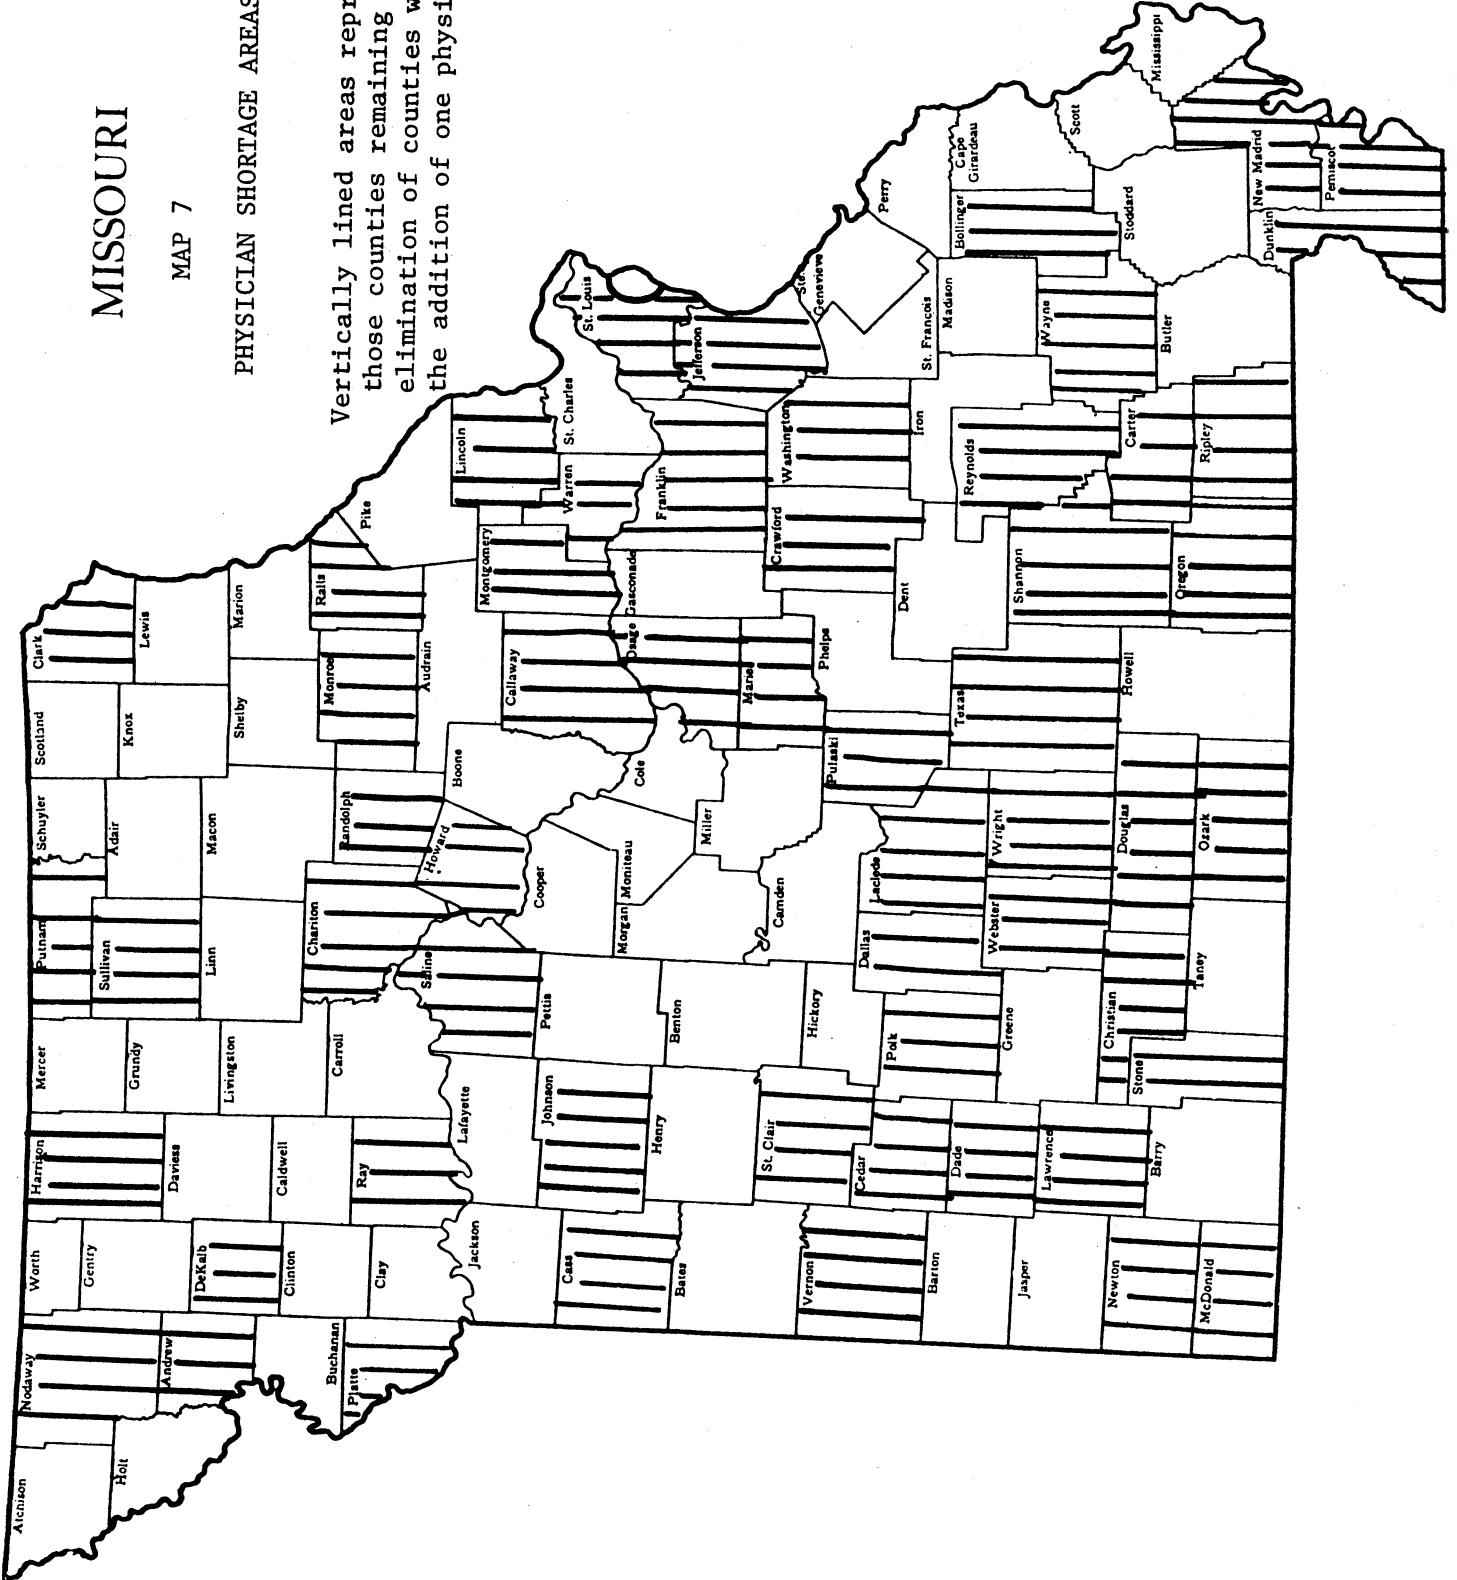 MISSOURI
MAP 7
PHYSICIAN SHORTAGE AREAS
Vertically lined areas repr
those counties remaining
elimination of counties w
the addition of one physi
Atchison
Nodaway
Worth
Harrison
Mercer
Putnam
Schuyler
Scotland
Clark
Holt
Andrew
Gentry
Daviess
Grundy
Sullivan
Adair
Knox
Lewis
DeKalb
Livingston
Linn
Macon
Shelby
Marion
Buchanan
Clinton
Caldwell
Carroll
Chariton
Randolph
Monroe
Ralls
Pike
Platte
Clay
Ray
Saline
Howard
Boone
Audrain
Callaway
Montgomery
Lincoln
Jackson
Lafayette
Pettis
Cooper
Cole
Osage
Gasconade
Warren
St. Charles
St. Louis
Cass
Johnson
Benton
Morgan
Moniteau
Miller
Maries
Franklin
Jefferson
Bates
Henry
Hickory
Camden
Pulaski
Phelps
Crawford
Washington
Ste.
Genevieve
Perry
Vernon
St. Clair
Cedar
Polk
Dallas
Laclede
Texas
Dent
Iron
St. Francois
Madison
Bollinger
Cape
Girardeau
Barton
Dade
Greene
Webster
Wright
Shannon
Reynolds
Wayne
Scott
Mississippi
Jasper
Lawrence
Christian
Douglas
Howell
Oregon
Carter
Butler
Stoddard
New Madrid
Newton
McDonald
Barry
Stone
Taney
Ozark
Ripley
Dunklin
Pemiscot